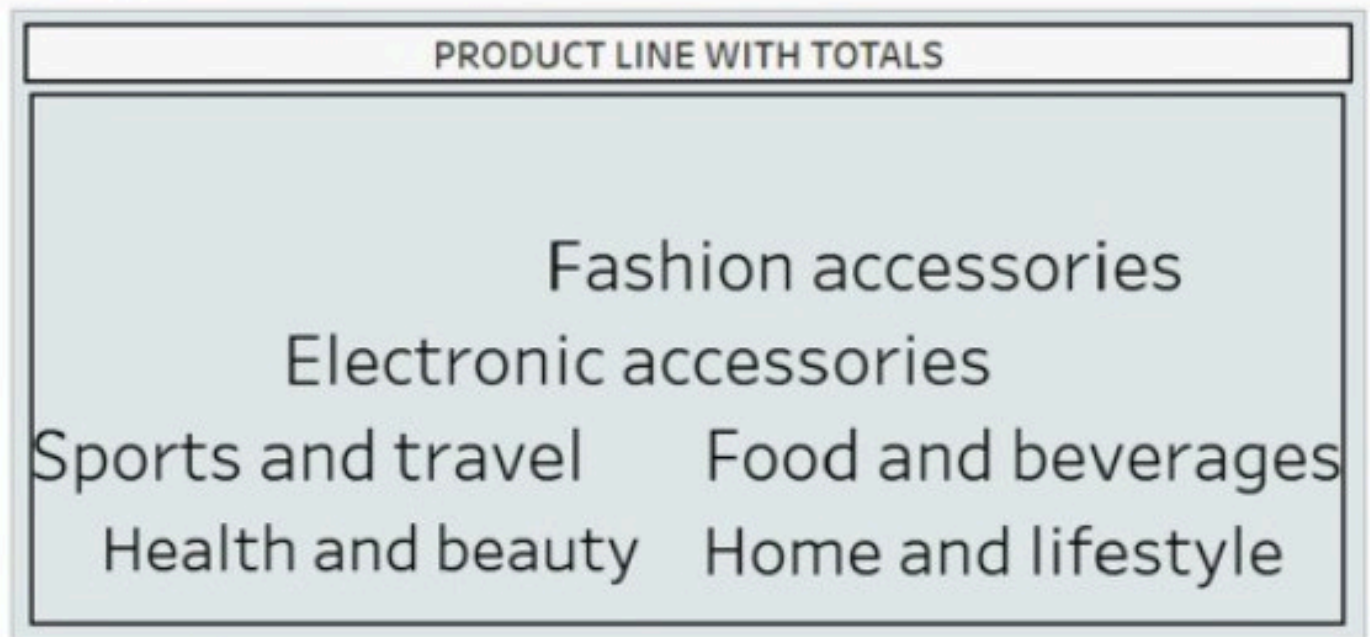 PRODUCT LINE WITH TOTALS
Fashion accessories
Electronic accessories
Sports and travel Food and beverages
Health and beauty Home and lifestyle